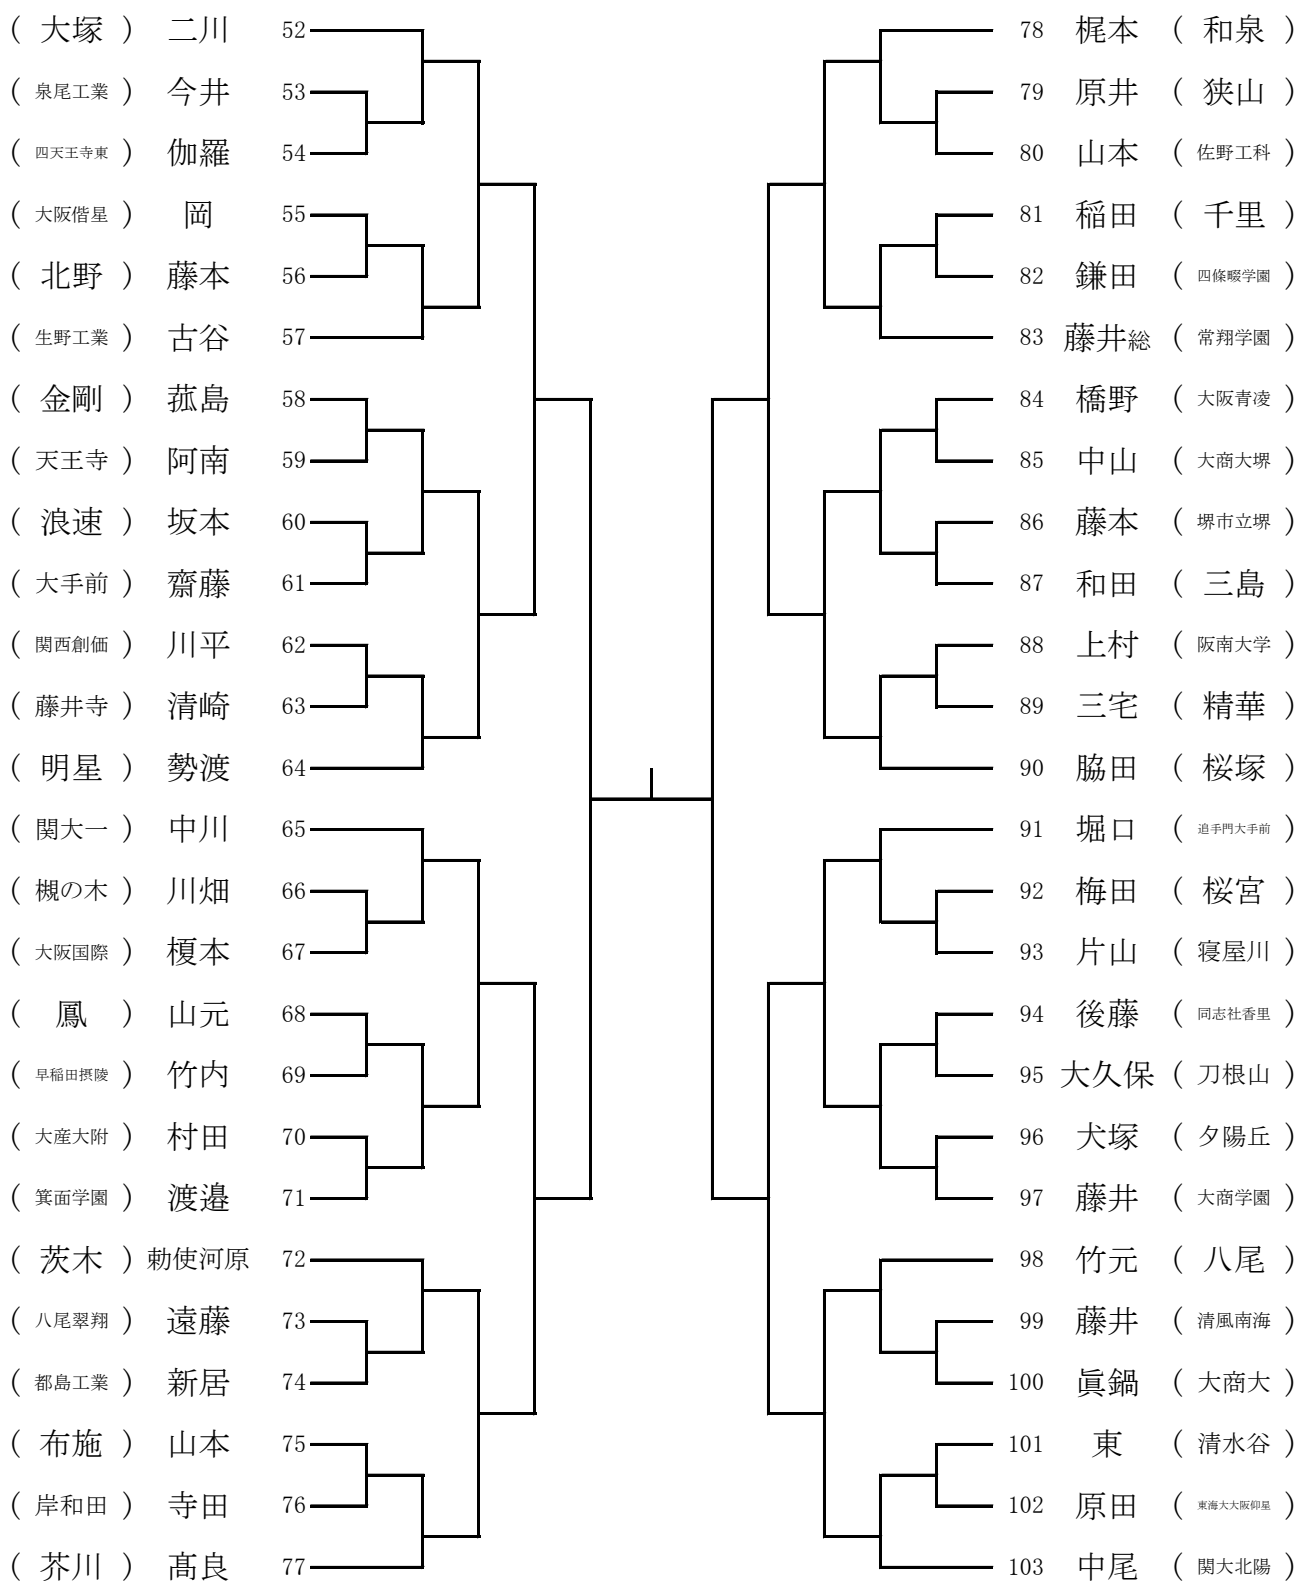 ( 大塚 ) 二川 52
( 泉尾工業 ) 今井 53
( 四天王寺東 ) 伽羅 54
( 大阪偕星 ) 岡 55
( 北野 ) 藤本 56
( 生野工業 ) 古谷 57
( 金剛 ) 菰島 58
( 天王寺 ) 阿南 59
( 浪速 ) 坂本 60
( 大手前 ) 齋藤 61
( 関西創価 ) 川平 62
( 藤井寺 ) 清崎 63
( 明星 ) 勢渡 64
( 関大一 ) 中川 65
( 槻の木 ) 川畑 66
( 大阪国際 ) 榎本 67
( 鳳 ) 山元 68
( 早稲田摂陵 ) 竹内 69
( 大産大附 ) 村田 70
( 箕面学園 ) 渡邉 71
( 茨木 ) 勅使河原 72
( 八尾翠翔 ) 遠藤 73
( 都島工業 ) 新居 74
( 布施 ) 山本 75
( 岸和田 ) 寺田 76
( 芥川 ) 髙良 77
78 梶本 ( 和泉 )
79 原井 ( 狭山 )
80 山本 ( 佐野工科 )
81 稲田 ( 千里 )
82 鎌田 ( 四條畷学園 )
83 藤井総 ( 常翔学園 )
84 橋野 ( 大阪青凌 )
85 中山 ( 大商大堺 )
86 藤本 ( 堺市立堺 )
87 和田 ( 三島 )
88 上村 ( 阪南大学 )
89 三宅 ( 精華 )
90 脇田 ( 桜塚 )
91 堀口 ( 追手門大手前 )
92 梅田 ( 桜宮 )
93 片山 ( 寝屋川 )
94 後藤 ( 同志社香里 )
95 大久保 ( 刀根山 )
96 犬塚 ( 夕陽丘 )
97 藤井 ( 大商学園 )
98 竹元 ( 八尾 )
99 藤井 ( 清風南海 )
100 眞鍋 ( 大商大 )
101 東 ( 清水谷 )
102 原田 ( 東海大大阪仰星 )
103 中尾 ( 関大北陽 )